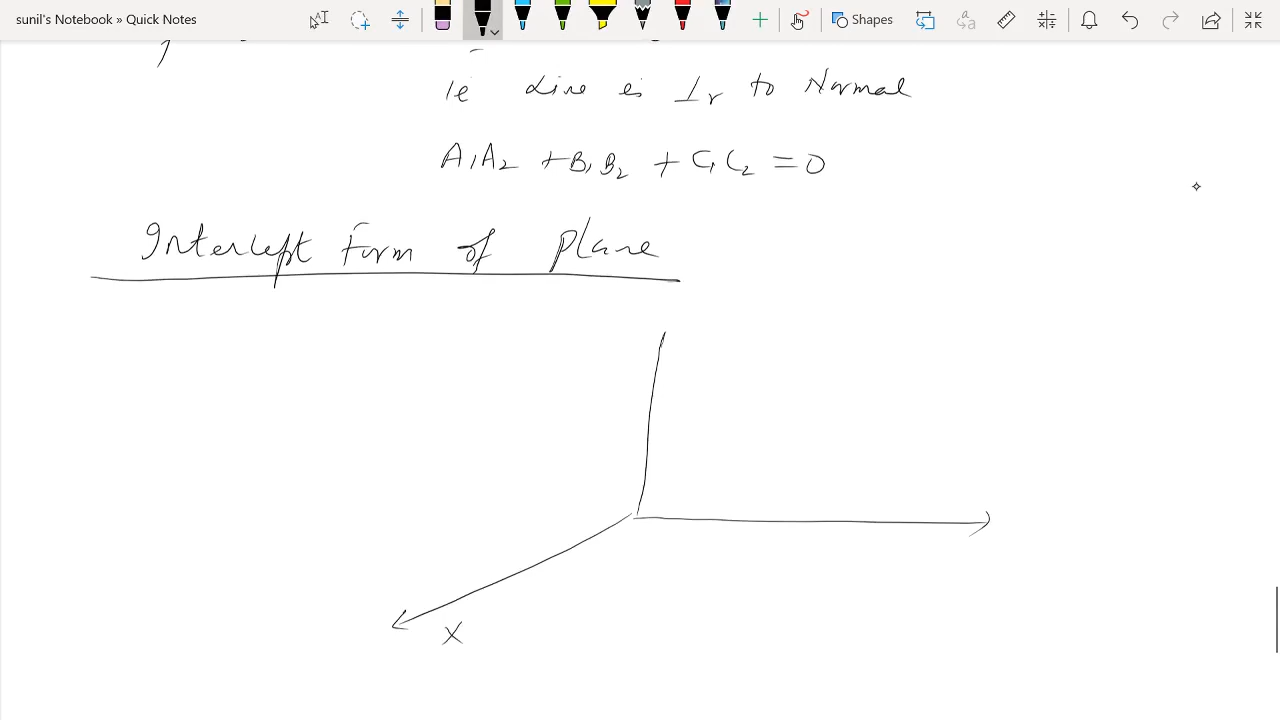 sunil's Notebook » Quick Notes
Shapes
ie Line is ⊥r to Normal
A₁A₂ + B₁B₂ + C₁C₂ = 0
Intercept Form of plane
X